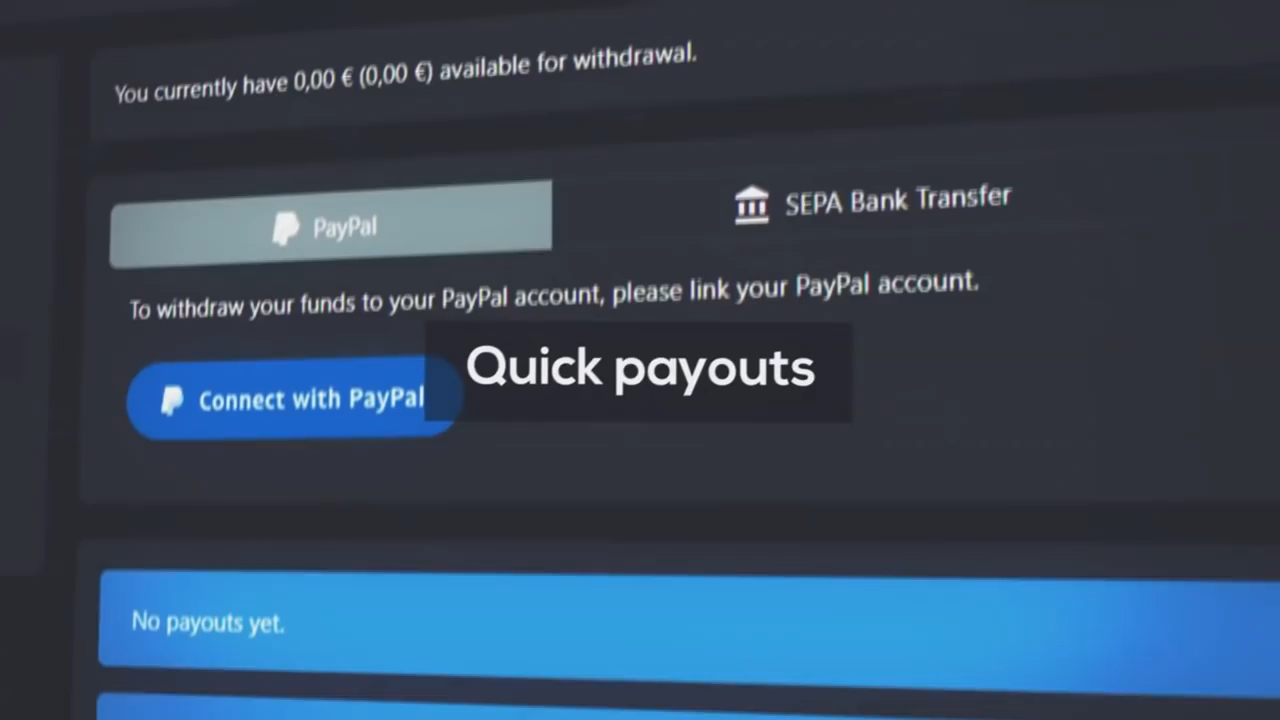 You currently have 0,00 € (0,00 €) available for withdrawal.
PayPal
SEPA Bank Transfer
To withdraw your funds to your PayPal account, please link your PayPal account.
Connect with PayPal
Quick payouts
No payouts yet.